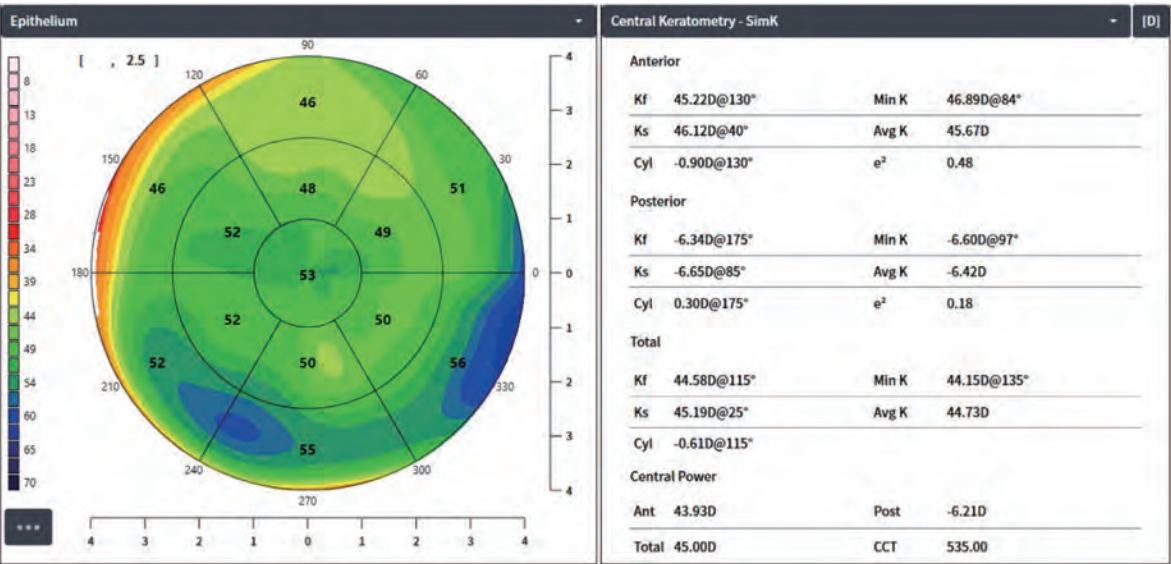 Epithelium
[ , 2.5 ]
8
13
18
23
28
34
39
44
49
54
60
65
70
90
120
60
150
30
180
0
210
330
240
300
270
46
46
51
48
52
49
53
52
50
52
50
56
55
4
3
2
1
0
1
2
3
4
4 3 2 1 0 1 2 3 4
Central Keratometry - SimK [D]
Anterior
Kf 45.22D@130° Min K 46.89D@84°
Ks 46.12D@40° Avg K 45.67D
Cyl -0.90D@130° e² 0.48
Posterior
Kf -6.34D@175° Min K -6.60D@97°
Ks -6.65D@85° Avg K -6.42D
Cyl 0.30D@175° e² 0.18
Total
Kf 44.58D@115° Min K 44.15D@135°
Ks 45.19D@25° Avg K 44.73D
Cyl -0.61D@115°
Central Power
Ant 43.93D Post -6.21D
Total 45.00D CCT 535.00